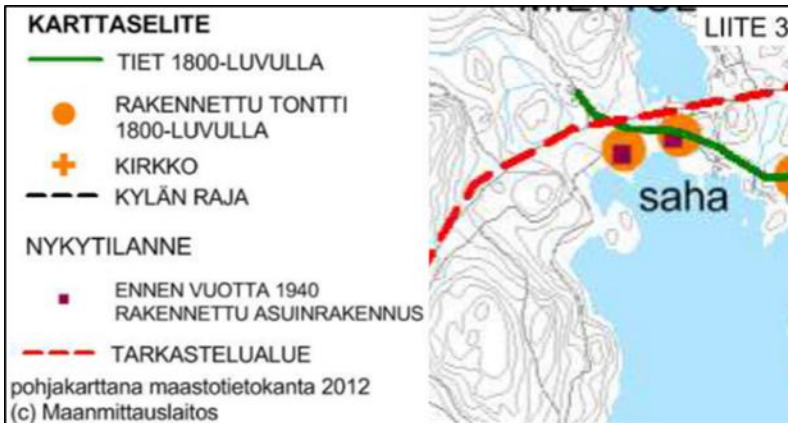 KARTTASELITE
TIET 1800-LUVULLA
RAKENNETTU TONTTI
1800-LUVULLA
KIRKKO
KYLÄN RAJA
NYKYTILANNE
ENNEN VUOTTA 1940
RAKENNETTU ASUINRAKENNUS
TARKASTELUALUE
pohjakarttana maastotietokanta 2012
(c) Maanmittauslaitos
LIITE 3
saha